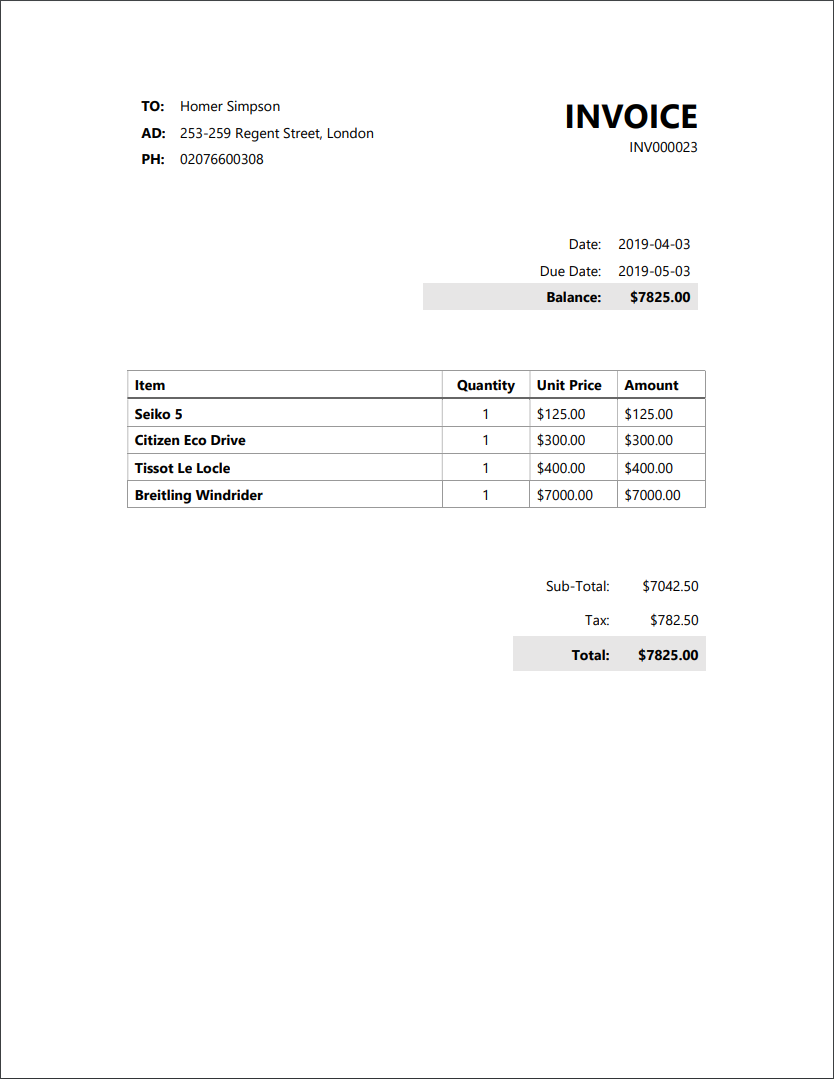 TO: Homer Simpson
AD: 253-259 Regent Street, London
PH: 02076600308
INVOICE
INV000023
Date: 2019-04-03
Due Date: 2019-05-03
Balance: $7825.00
Item Quantity Unit Price Amount
Seiko 5 1 $125.00 $125.00
Citizen Eco Drive 1 $300.00 $300.00
Tissot Le Locle 1 $400.00 $400.00
Breitling Windrider 1 $7000.00 $7000.00
Sub-Total: $7042.50
Tax: $782.50
Total: $7825.00